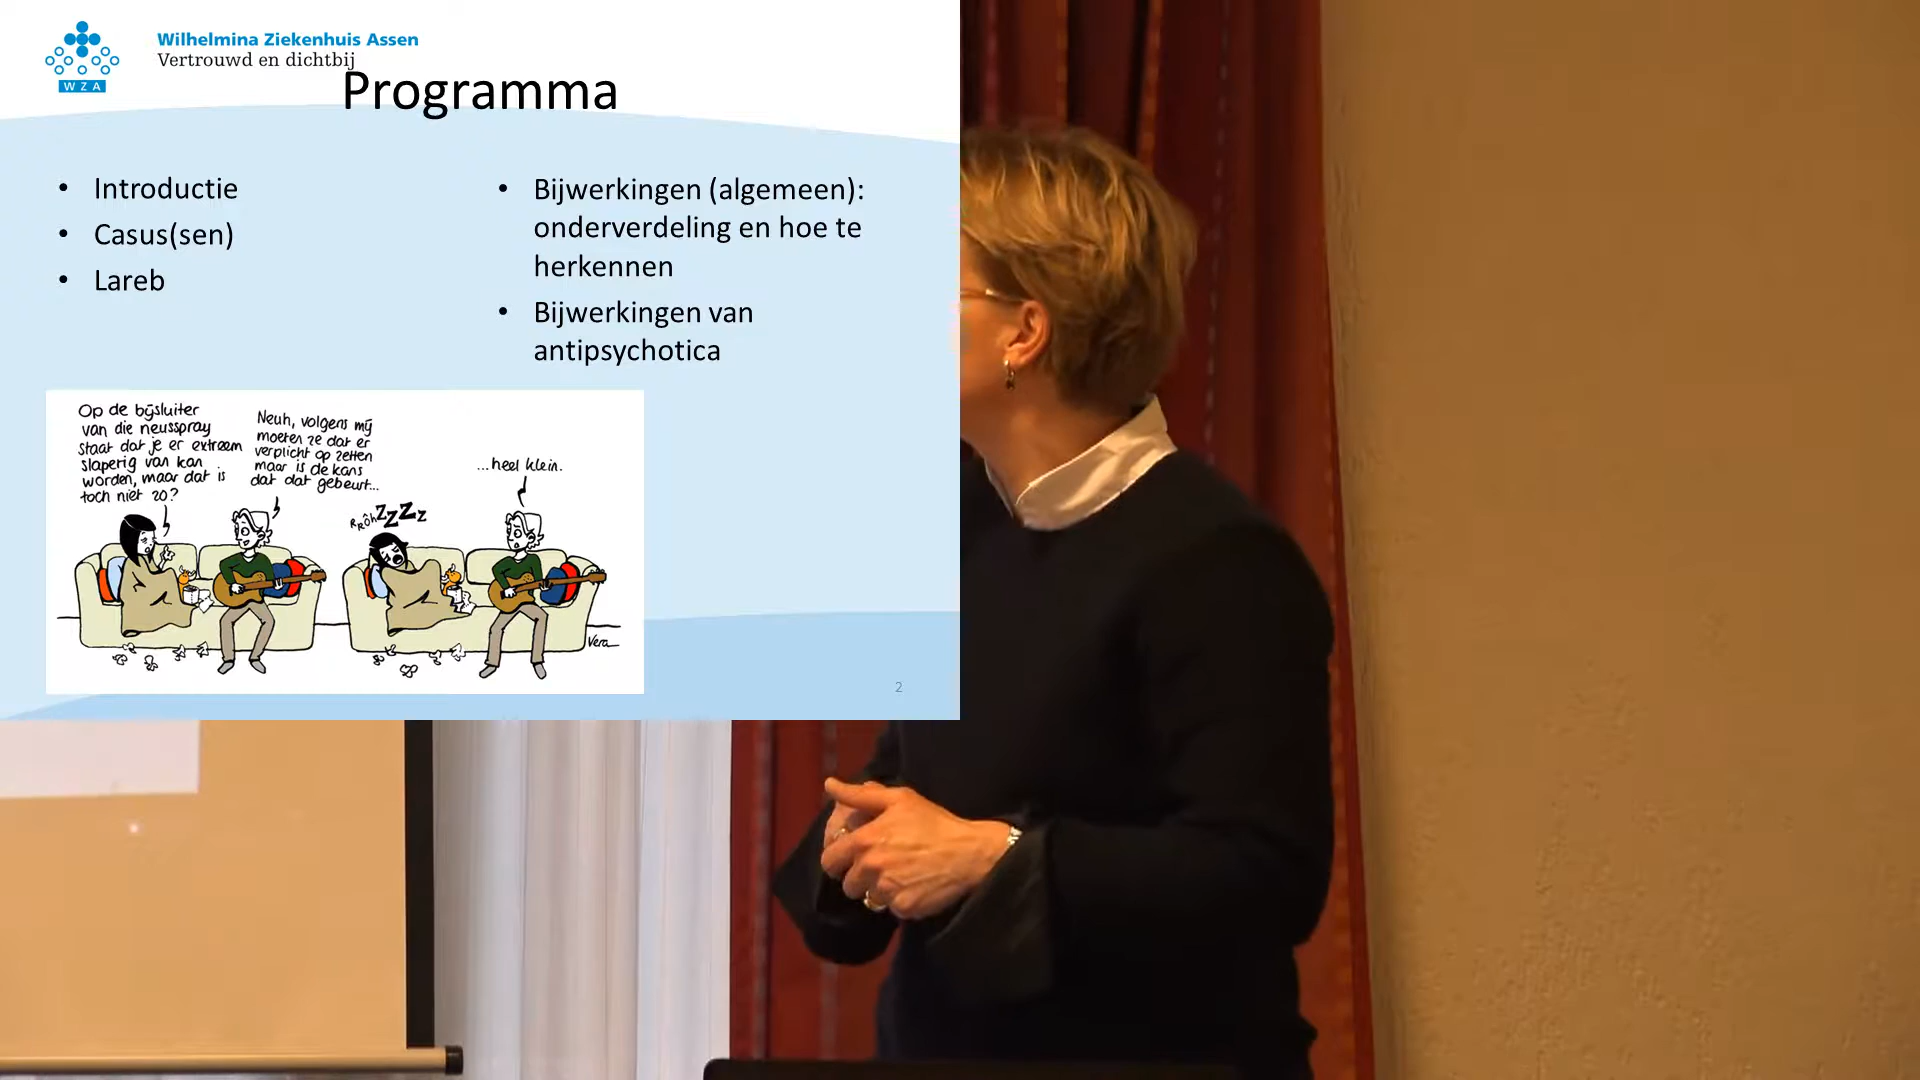 Wilhelmina Ziekenhuis Assen
Vertrouwd en dichtbij
WZA
Programma
• Introductie
• Casus(sen)
• Lareb
• Bijwerkingen (algemeen):
onderverdeling en hoe te
herkennen
• Bijwerkingen van
antipsychotica
Op de bijsluiter
van die neusspray
staat dat je er extreem
slaperig van kan
worden, maar dat is
toch niet zo?
Neuh, volgens mij
moeten ze dat er
verplicht op zetten
maar is de kans
dat dat gebeurt...
RRôhZZZZZ
...heel klein.
Vera
2